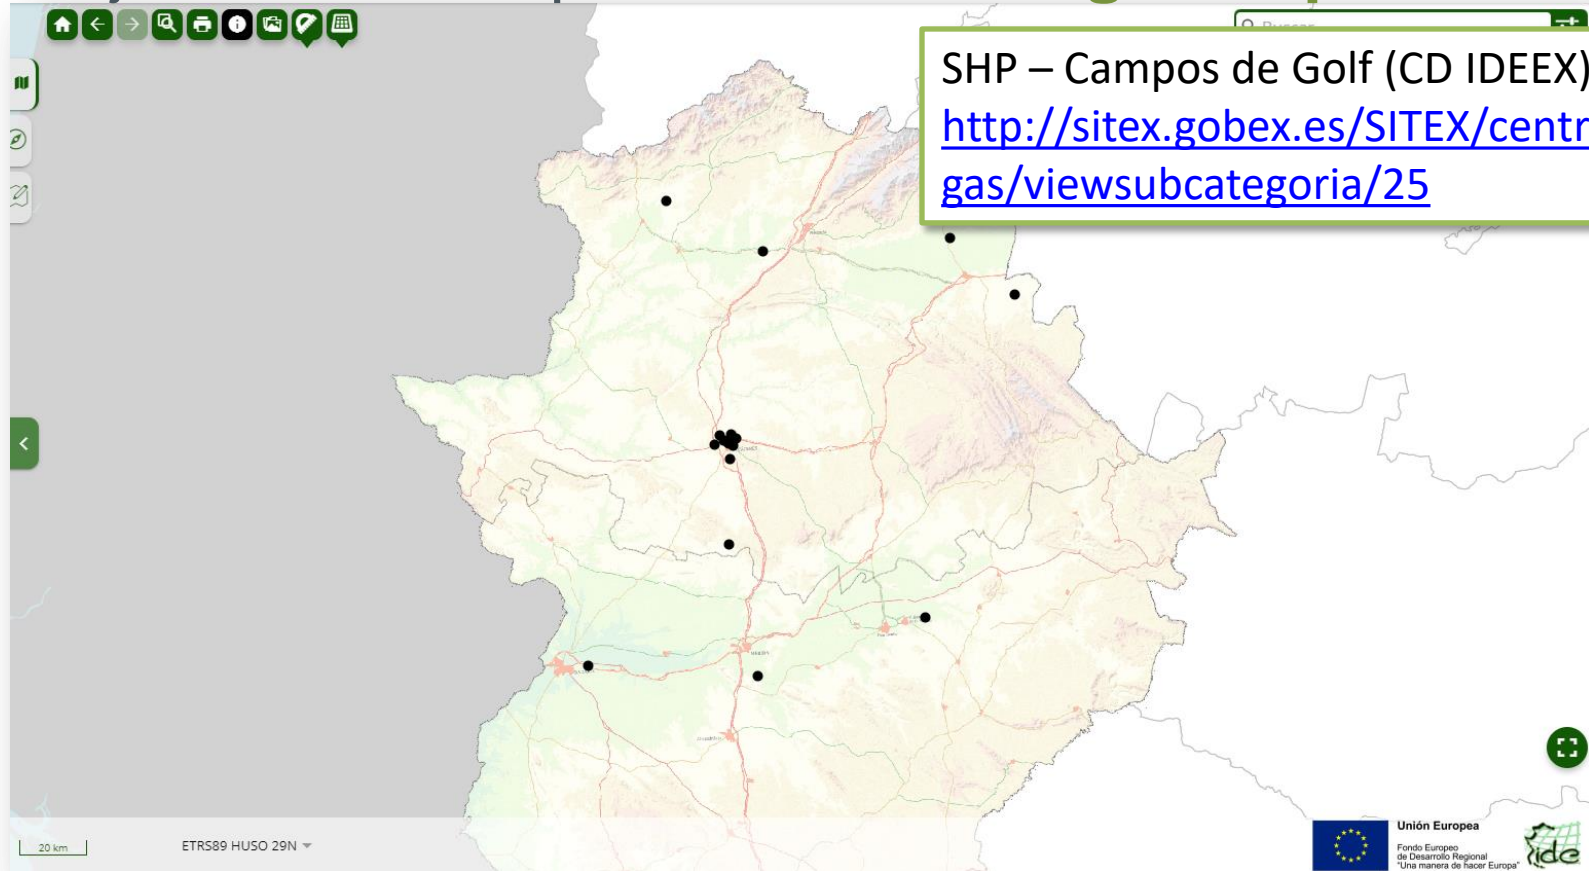 Buscar
SHP – Campos de Golf (CD IDEEX)
http://sitex.gobex.es/SITEX/centr
gas/viewsubcategoria/25
20 km
ETRS89 HUSO 29N
Unión Europea
Fondo Europeo
de Desarrollo Regional
"Una manera de hacer Europa"
ide